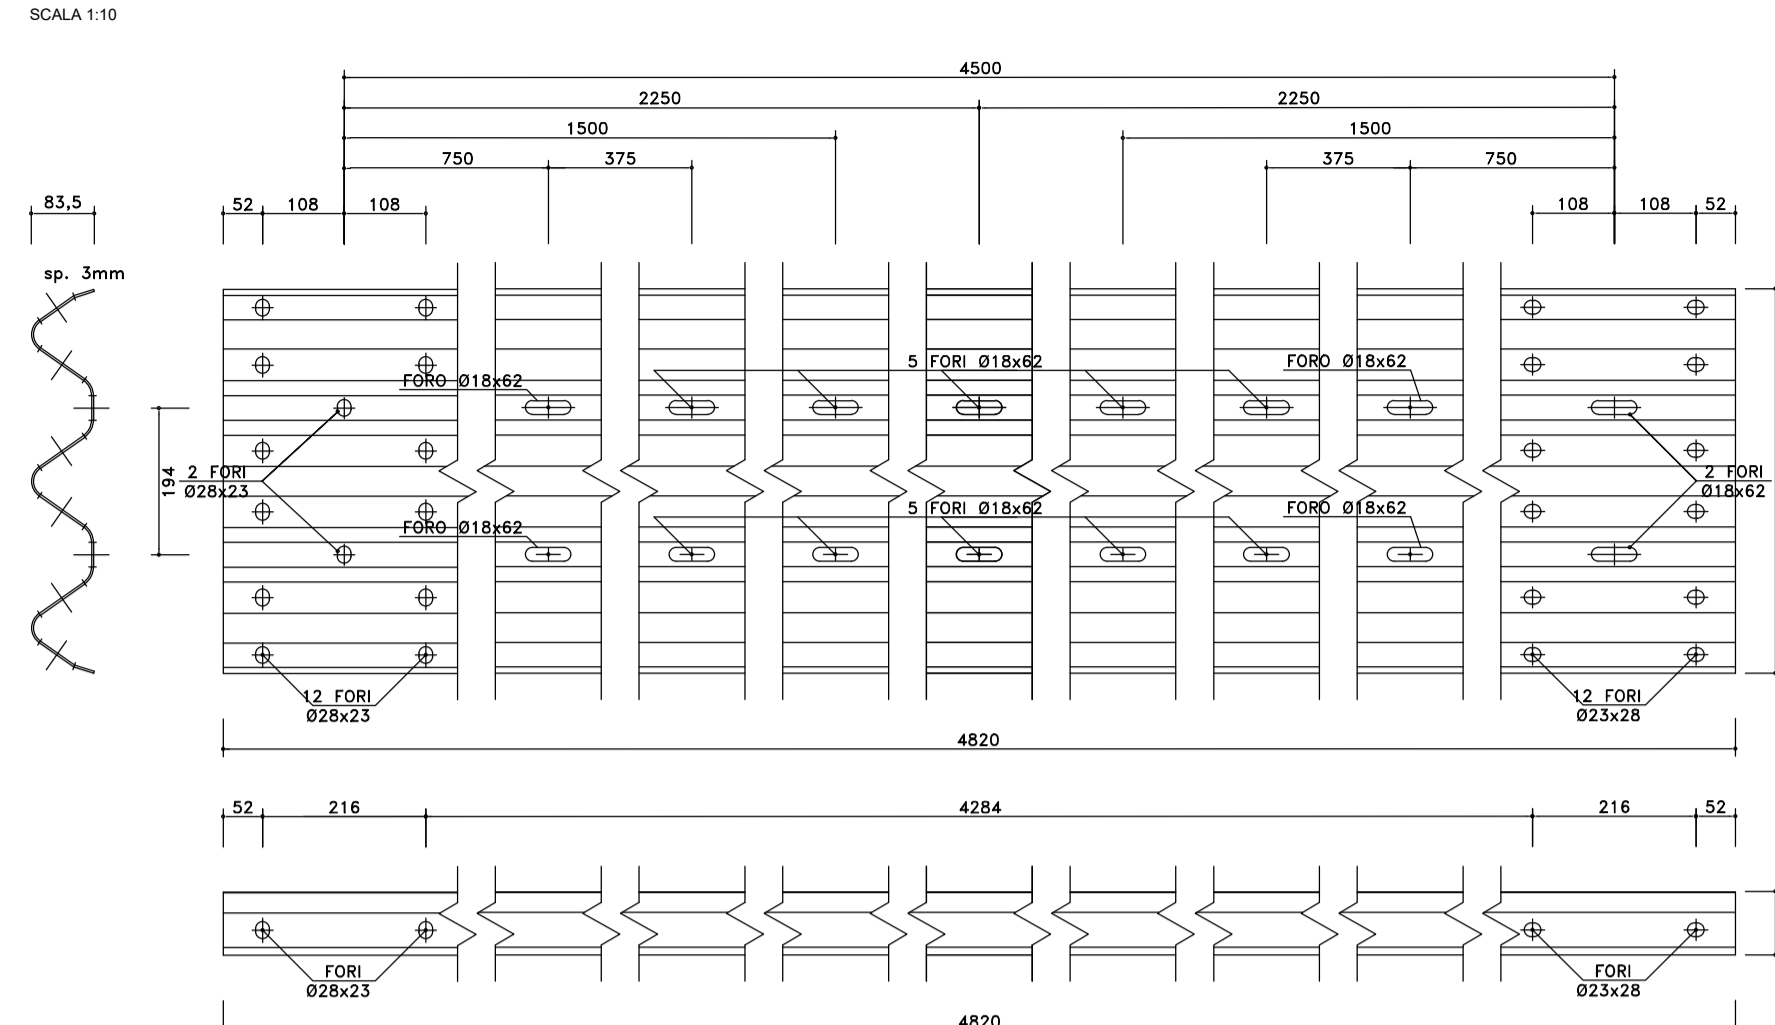 SCALA 1:10
4500
2250 2250
1500 1500
750 375 375 750
83,5 52 108 108 108 108 52
sp. 3mm
5 FORI Ø18x62 FORO Ø18x62
FORO Ø18x62
194
2 FORI
Ø28x23
2 FORI
Ø18x62
5 FORI Ø18x62 FORO Ø18x62
FORO Ø18x62
12 FORI
Ø28x23
12 FORI
Ø23x28
4820
52 216 4284 216 52
FORI
Ø28x23
FORI
Ø23x28
4820